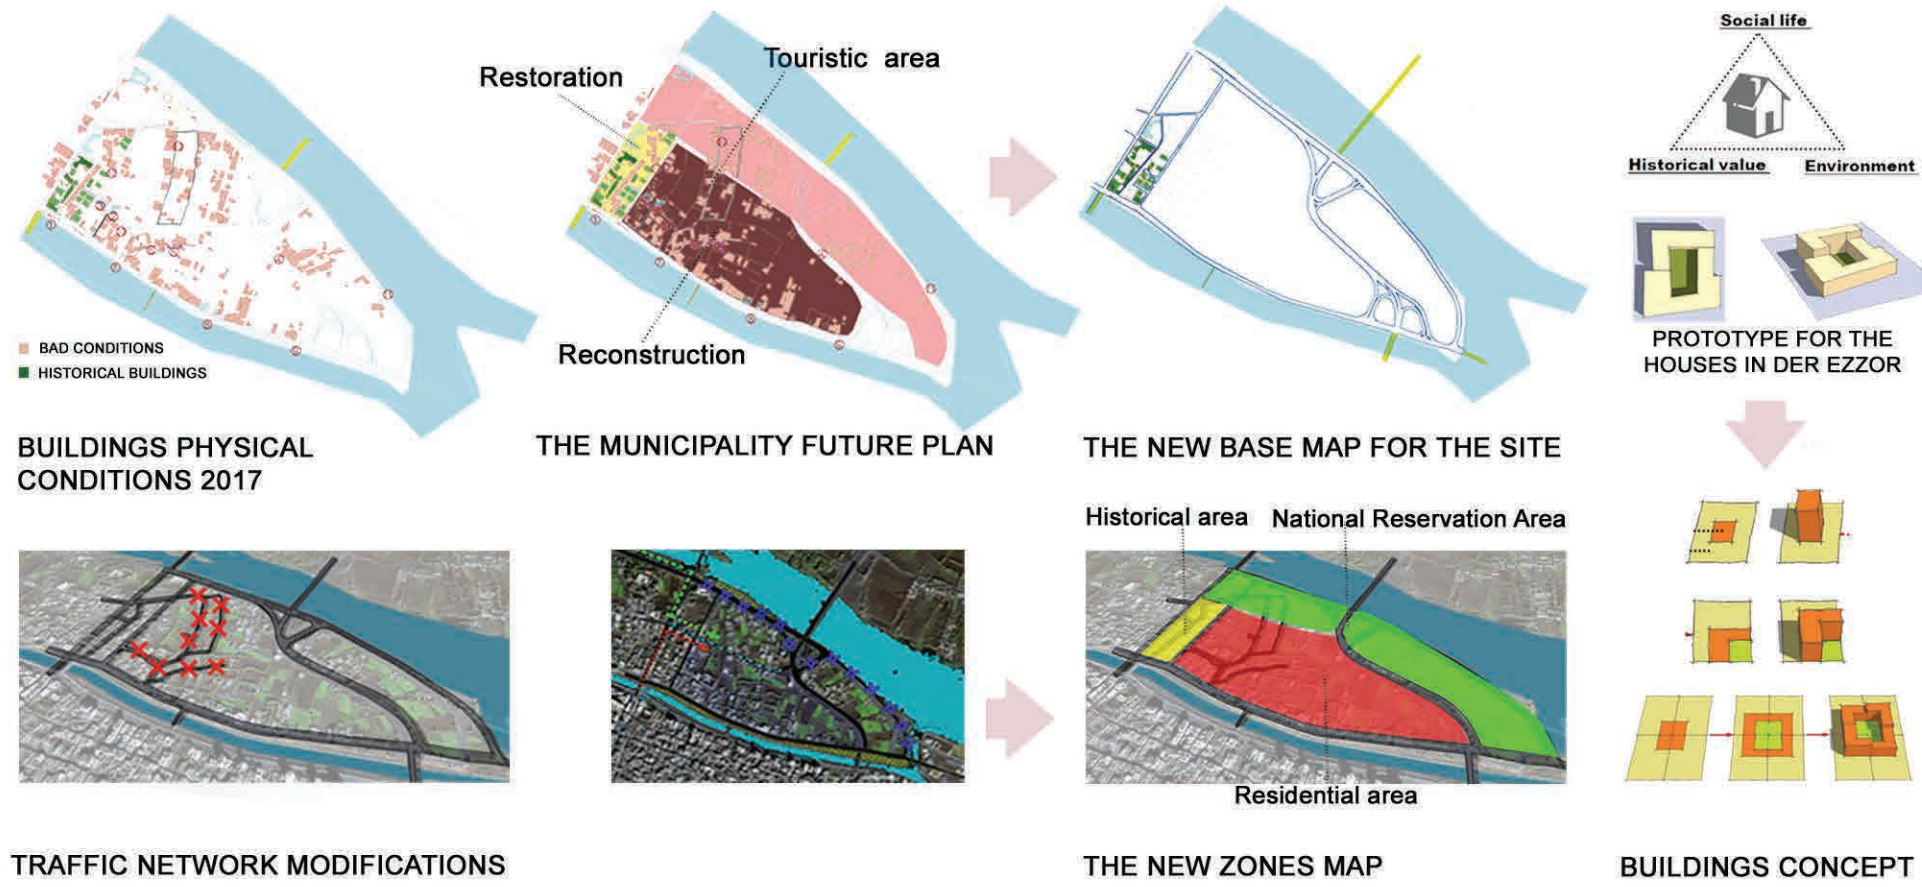 Restoration
Touristic area
Reconstruction
BAD CONDITIONS
HISTORICAL BUILDINGS
BUILDINGS PHYSICAL
CONDITIONS 2017
THE MUNICIPALITY FUTURE PLAN
THE NEW BASE MAP FOR THE SITE
Social life
Historical value
Environment
PROTOTYPE FOR THE
HOUSES IN DER EZZOR
Historical area
National Reservation Area
Residential area
TRAFFIC NETWORK MODIFICATIONS
THE NEW ZONES MAP
BUILDINGS CONCEPT